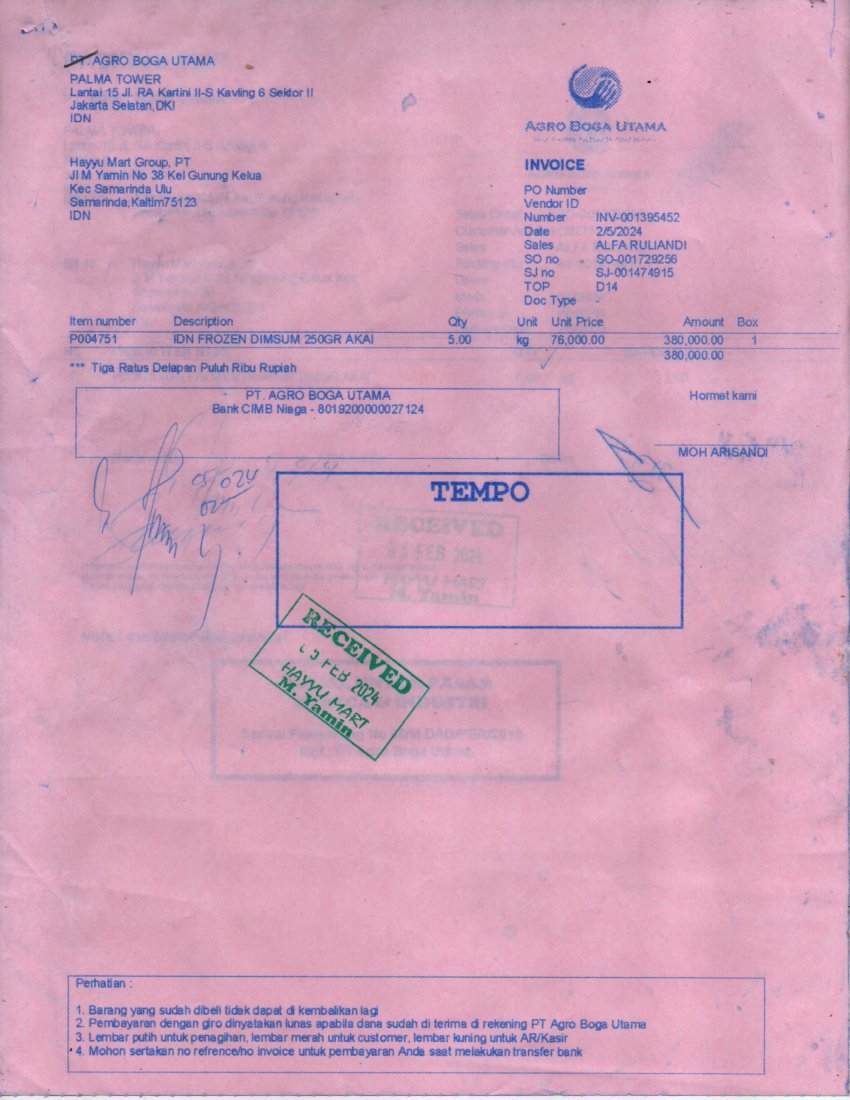 PT. AGRO BOGA UTAMA
PALMA TOWER
Lantai 15 Jl. RA Kartini II-S Kavling 6 Sektor II
Jakarta Selatan,DKI
IDN
AGRO BOGA UTAMA
Hayyu Mart Group, PT
Jl M Yamin No 38 Kel Gunung Kelua
Kec Samarinda Ulu
Samarinda,Kaltim75123
IDN
INVOICE
PO Number
Vendor ID
Number INV-001395452
Date 2/5/2024
Sales ALFA RULIANDI
SO no SO-001729256
SJ no SJ-001474915
TOP D14
Doc Type -
Item number Description Qty Unit Unit Price Amount Box
P004751 IDN FROZEN DIMSUM 250GR AKAI 5.00 kg 76,000.00 380,000.00 1
380,000.00
*** Tiga Ratus Delapan Puluh Ribu Rupiah
PT. AGRO BOGA UTAMA
Bank CIMB Niaga - 8019200000027124
Hormat kami
MOH ARISANDI
TEMPO
RECEIVED
FEB 2024
HAYYU MART
M. Yamin
RECEIVED
FEB 2024
HAYYU MART
M. Yamin
Perhatian :
1. Barang yang sudah dibeli tidak dapat di kembalikan lagi
2. Pembayaran dengan giro dinyatakan lunas apabila dana sudah di terima di rekening PT Agro Boga Utama
3. Lembar putih untuk penagihan, lembar merah untuk customer, lembar kuning untuk AR/Kasir
4. Mohon sertakan no refrence/no invoice untuk pembayaran Anda saat melakukan transfer bank